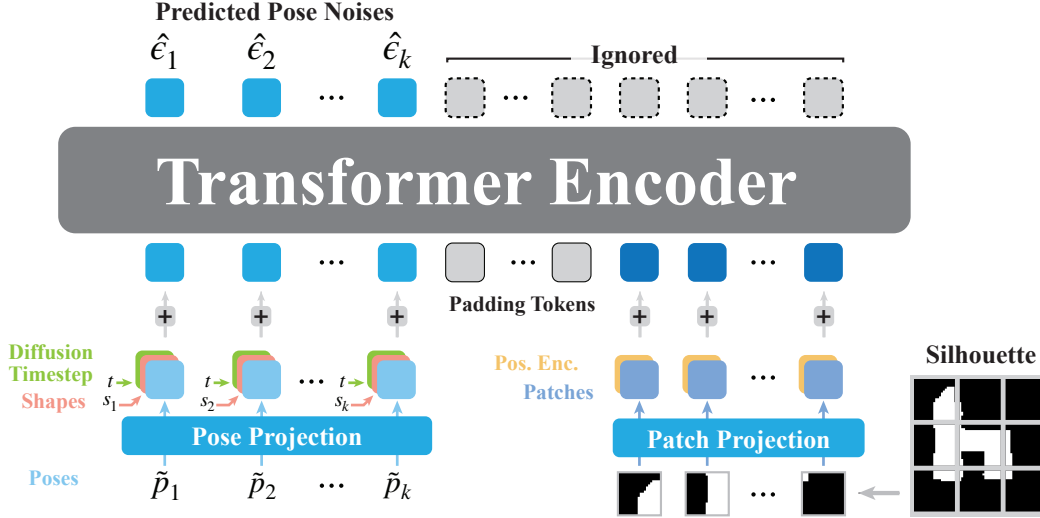 Predicted Pose Noises
ϵ̂₁ ϵ̂₂ ϵ̂ₖ Ignored
... ... ...
Transformer Encoder
... ... ...
Padding Tokens
+ + + + + +
Diffusion
Timestep
t t t
Shapes
s₁ s₂ sₖ
...
Pos. Enc.
Patches
...
Silhouette
Pose Projection
Patch Projection
Poses
p̃₁ p̃₂ ... p̃ₖ
...